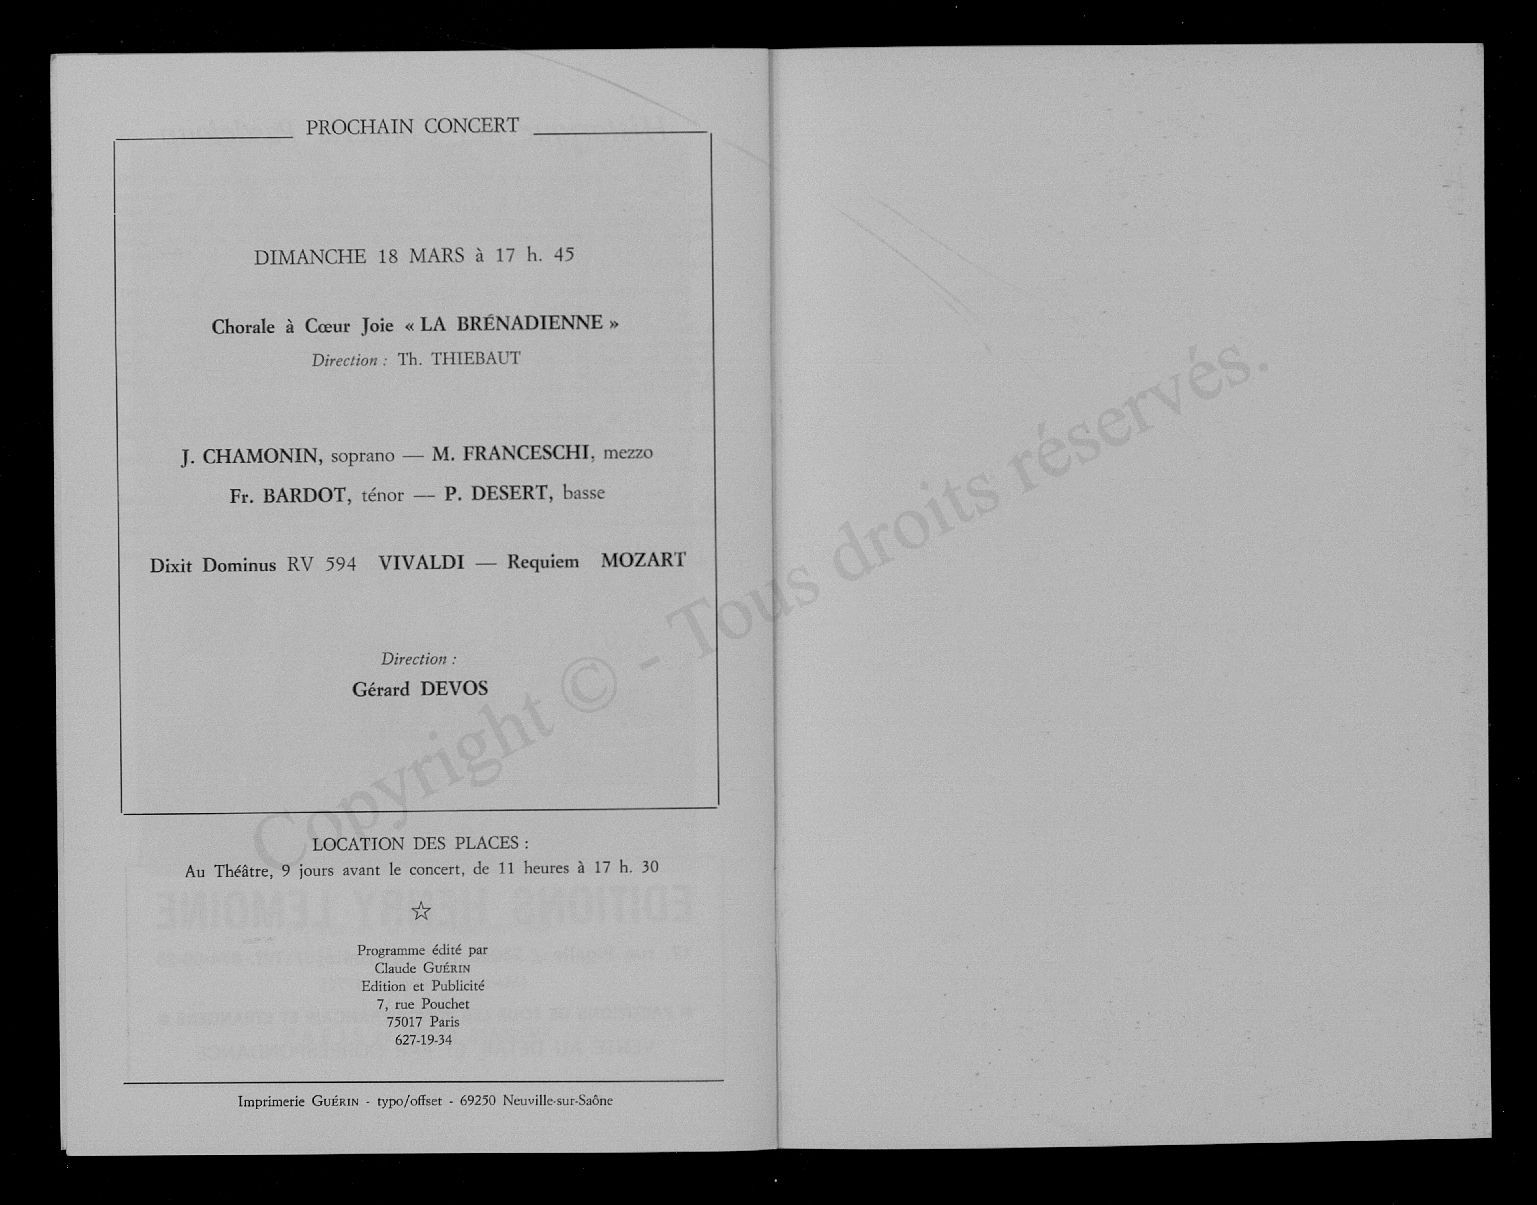 PROCHAIN CONCERT
DIMANCHE 18 MARS à 17 h. 45
Chorale à Cœur Joie « LA BRÉNADIENNE »
Direction : Th. THIEBAUT
J. CHAMONIN, soprano — M. FRANCESCHI, mezzo
Fr. BARDOT, ténor — P. DESERT, basse
Dixit Dominus RV 594 VIVALDI — Requiem MOZART
Direction :
Gérard DEVOS
LOCATION DES PLACES :
Au Théâtre, 9 jours avant le concert, de 11 heures à 17 h. 30
Programme édité par
Claude GUÉRIN
Edition et Publicité
7, rue Pouchet
75017 Paris
627-19-34
Imprimerie GUÉRIN - typo/offset - 69250 Neuville-sur-Saône
Copyright © - Tous droits réservés.